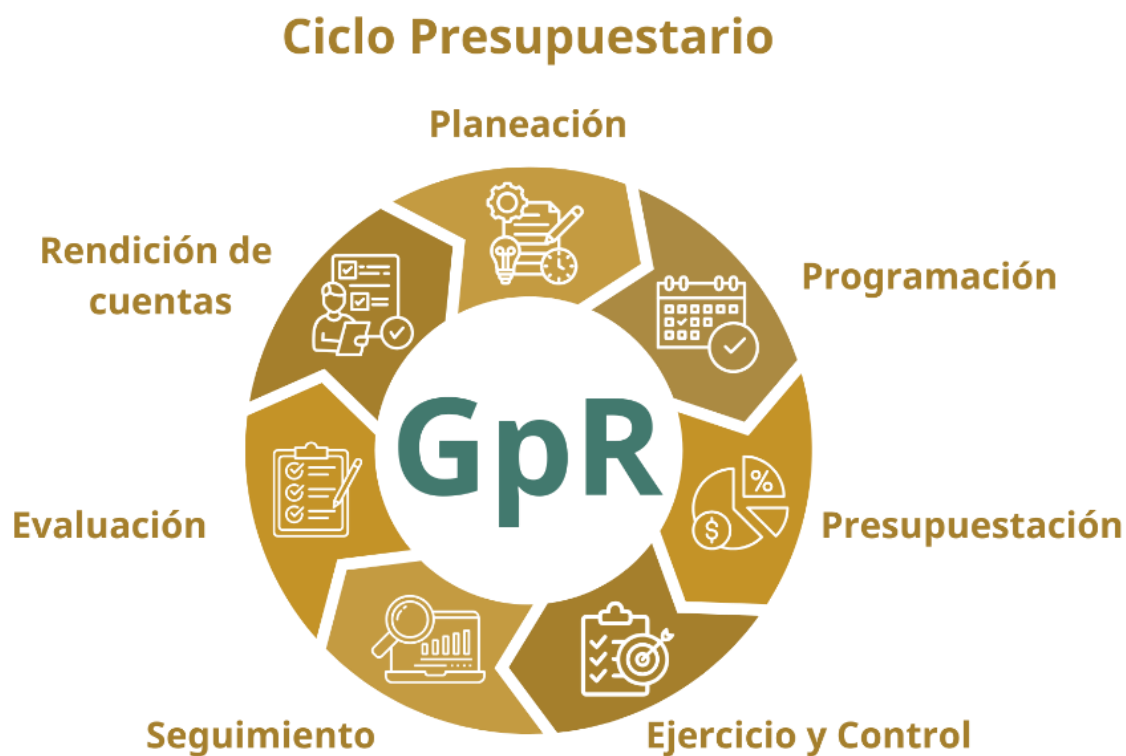 Ciclo Presupuestario
Planeación
Programación
Presupuestación
Ejercicio y Control
Seguimiento
Evaluación
Rendición de
cuentas
GpR
%
$